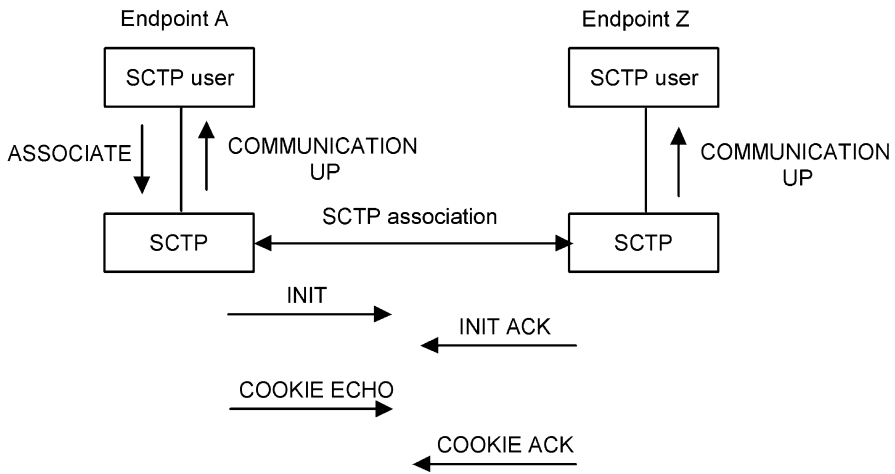 Endpoint A
Endpoint Z
SCTP user
SCTP user
ASSOCIATE
COMMUNICATION
UP
COMMUNICATION
UP
SCTP association
SCTP
SCTP
INIT
INIT ACK
COOKIE ECHO
COOKIE ACK